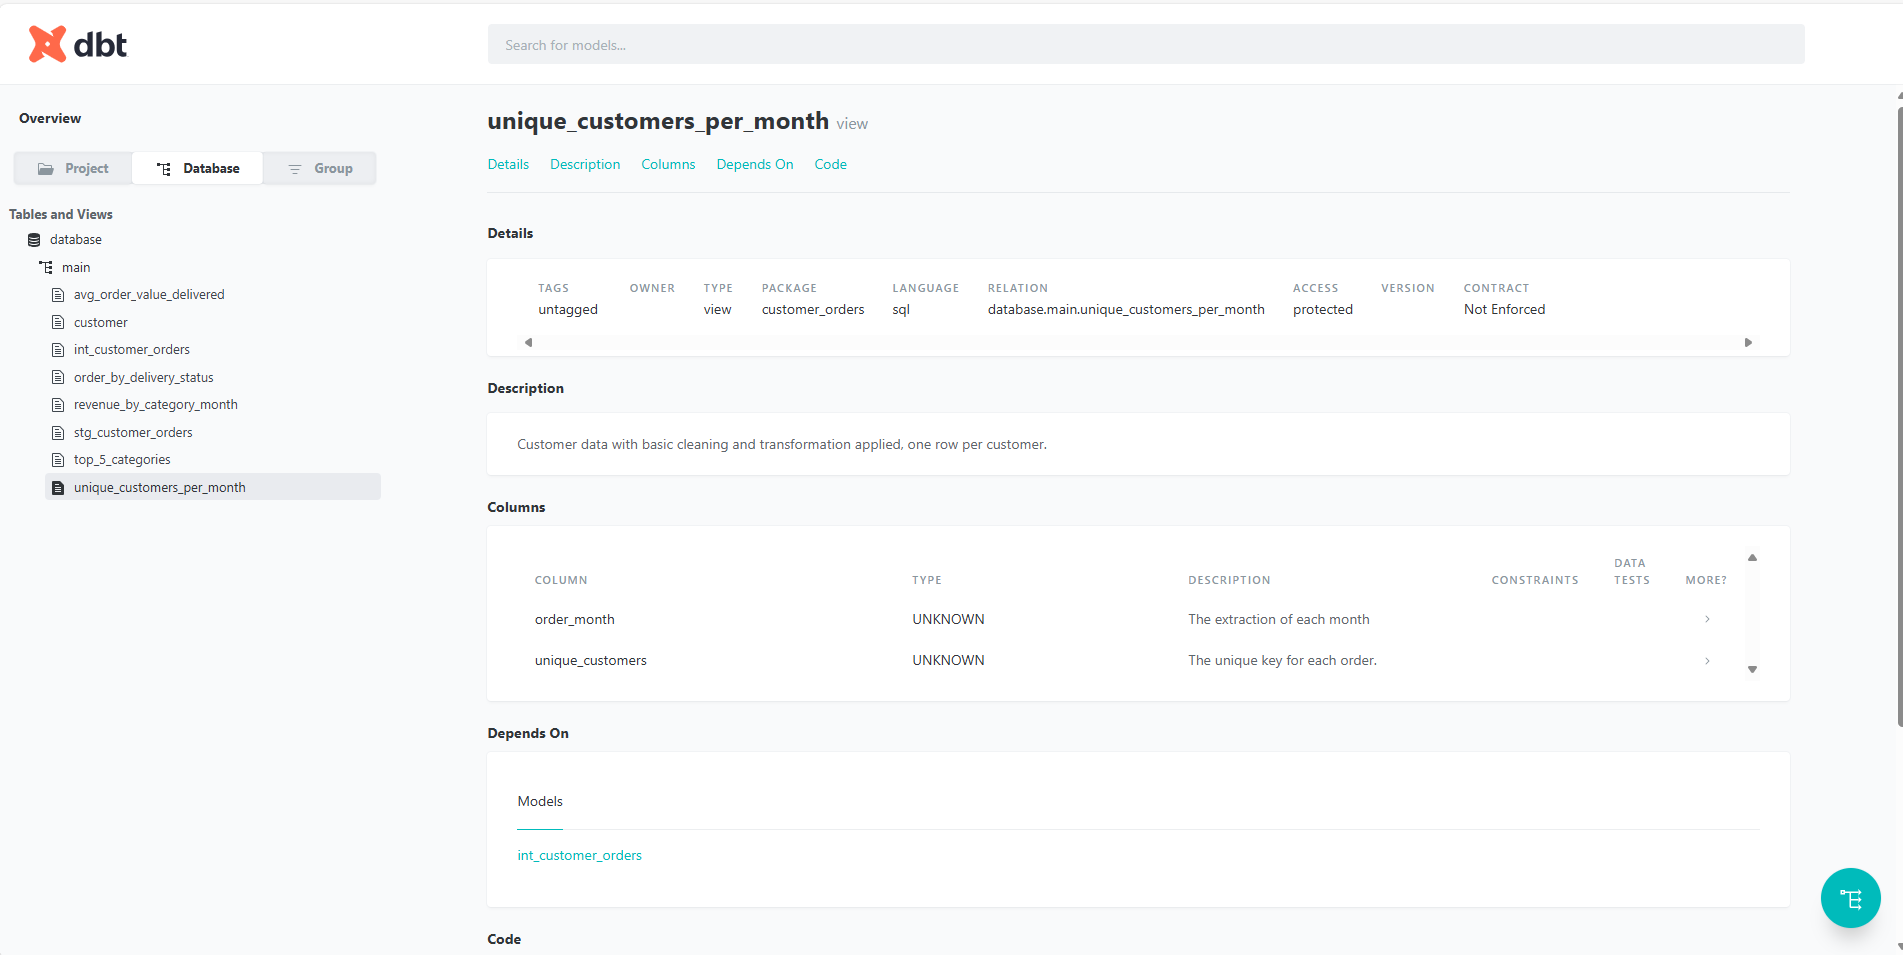 dbt
Search for models...
Overview
Project
Database
Group
Tables and Views
database
main
avg_order_value_delivered
customer
int_customer_orders
order_by_delivery_status
revenue_by_category_month
stg_customer_orders
top_5_categories
unique_customers_per_month
unique_customers_per_month view
Details Description Columns Depends On Code
Details
TAGS OWNER TYPE PACKAGE LANGUAGE RELATION ACCESS VERSION CONTRACT
untagged view customer_orders sql database.main.unique_customers_per_month protected Not Enforced
Description
Customer data with basic cleaning and transformation applied, one row per customer.
Columns
COLUMN TYPE DESCRIPTION CONSTRAINTS DATA TESTS MORE?
order_month UNKNOWN The extraction of each month
unique_customers UNKNOWN The unique key for each order.
Depends On
Models
int_customer_orders
Code